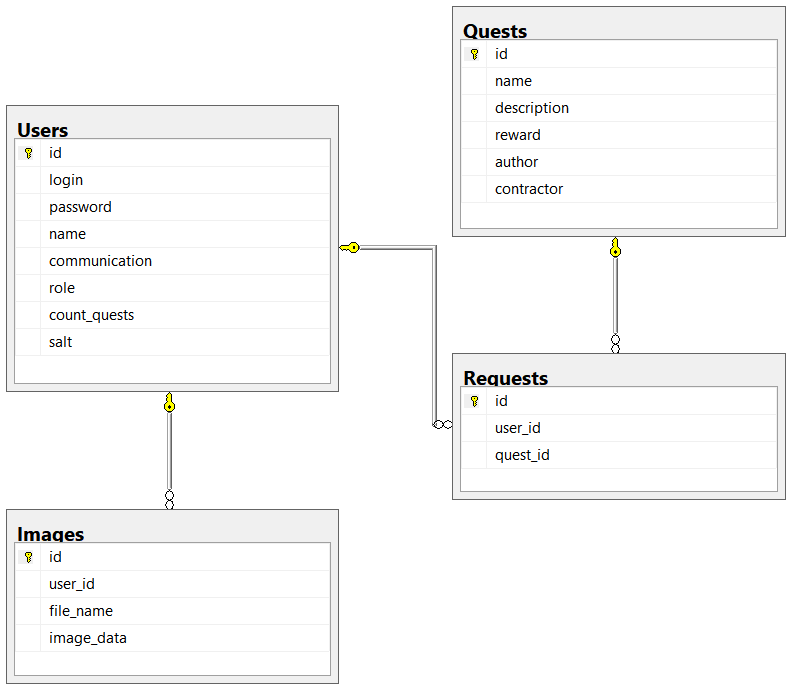 Users
id
login
password
name
communication
role
count_quests
salt
Images
id
user_id
file_name
image_data
Quests
id
name
description
reward
author
contractor
Requests
id
user_id
quest_id